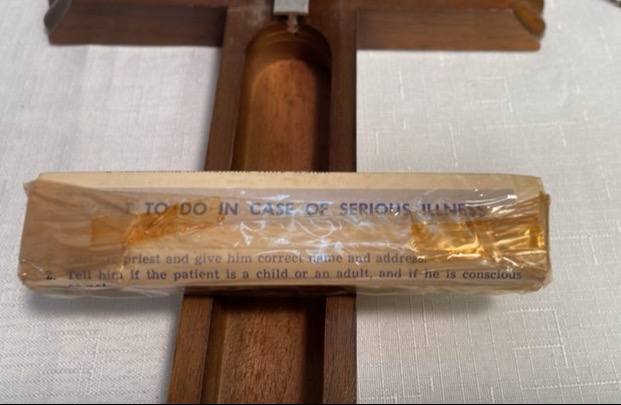 T TO DO IN CASE OF SERIOUS ILLNESS
priest and give him correct name and address.
2. Tell him if the patient is a child or an adult, and if he is conscious